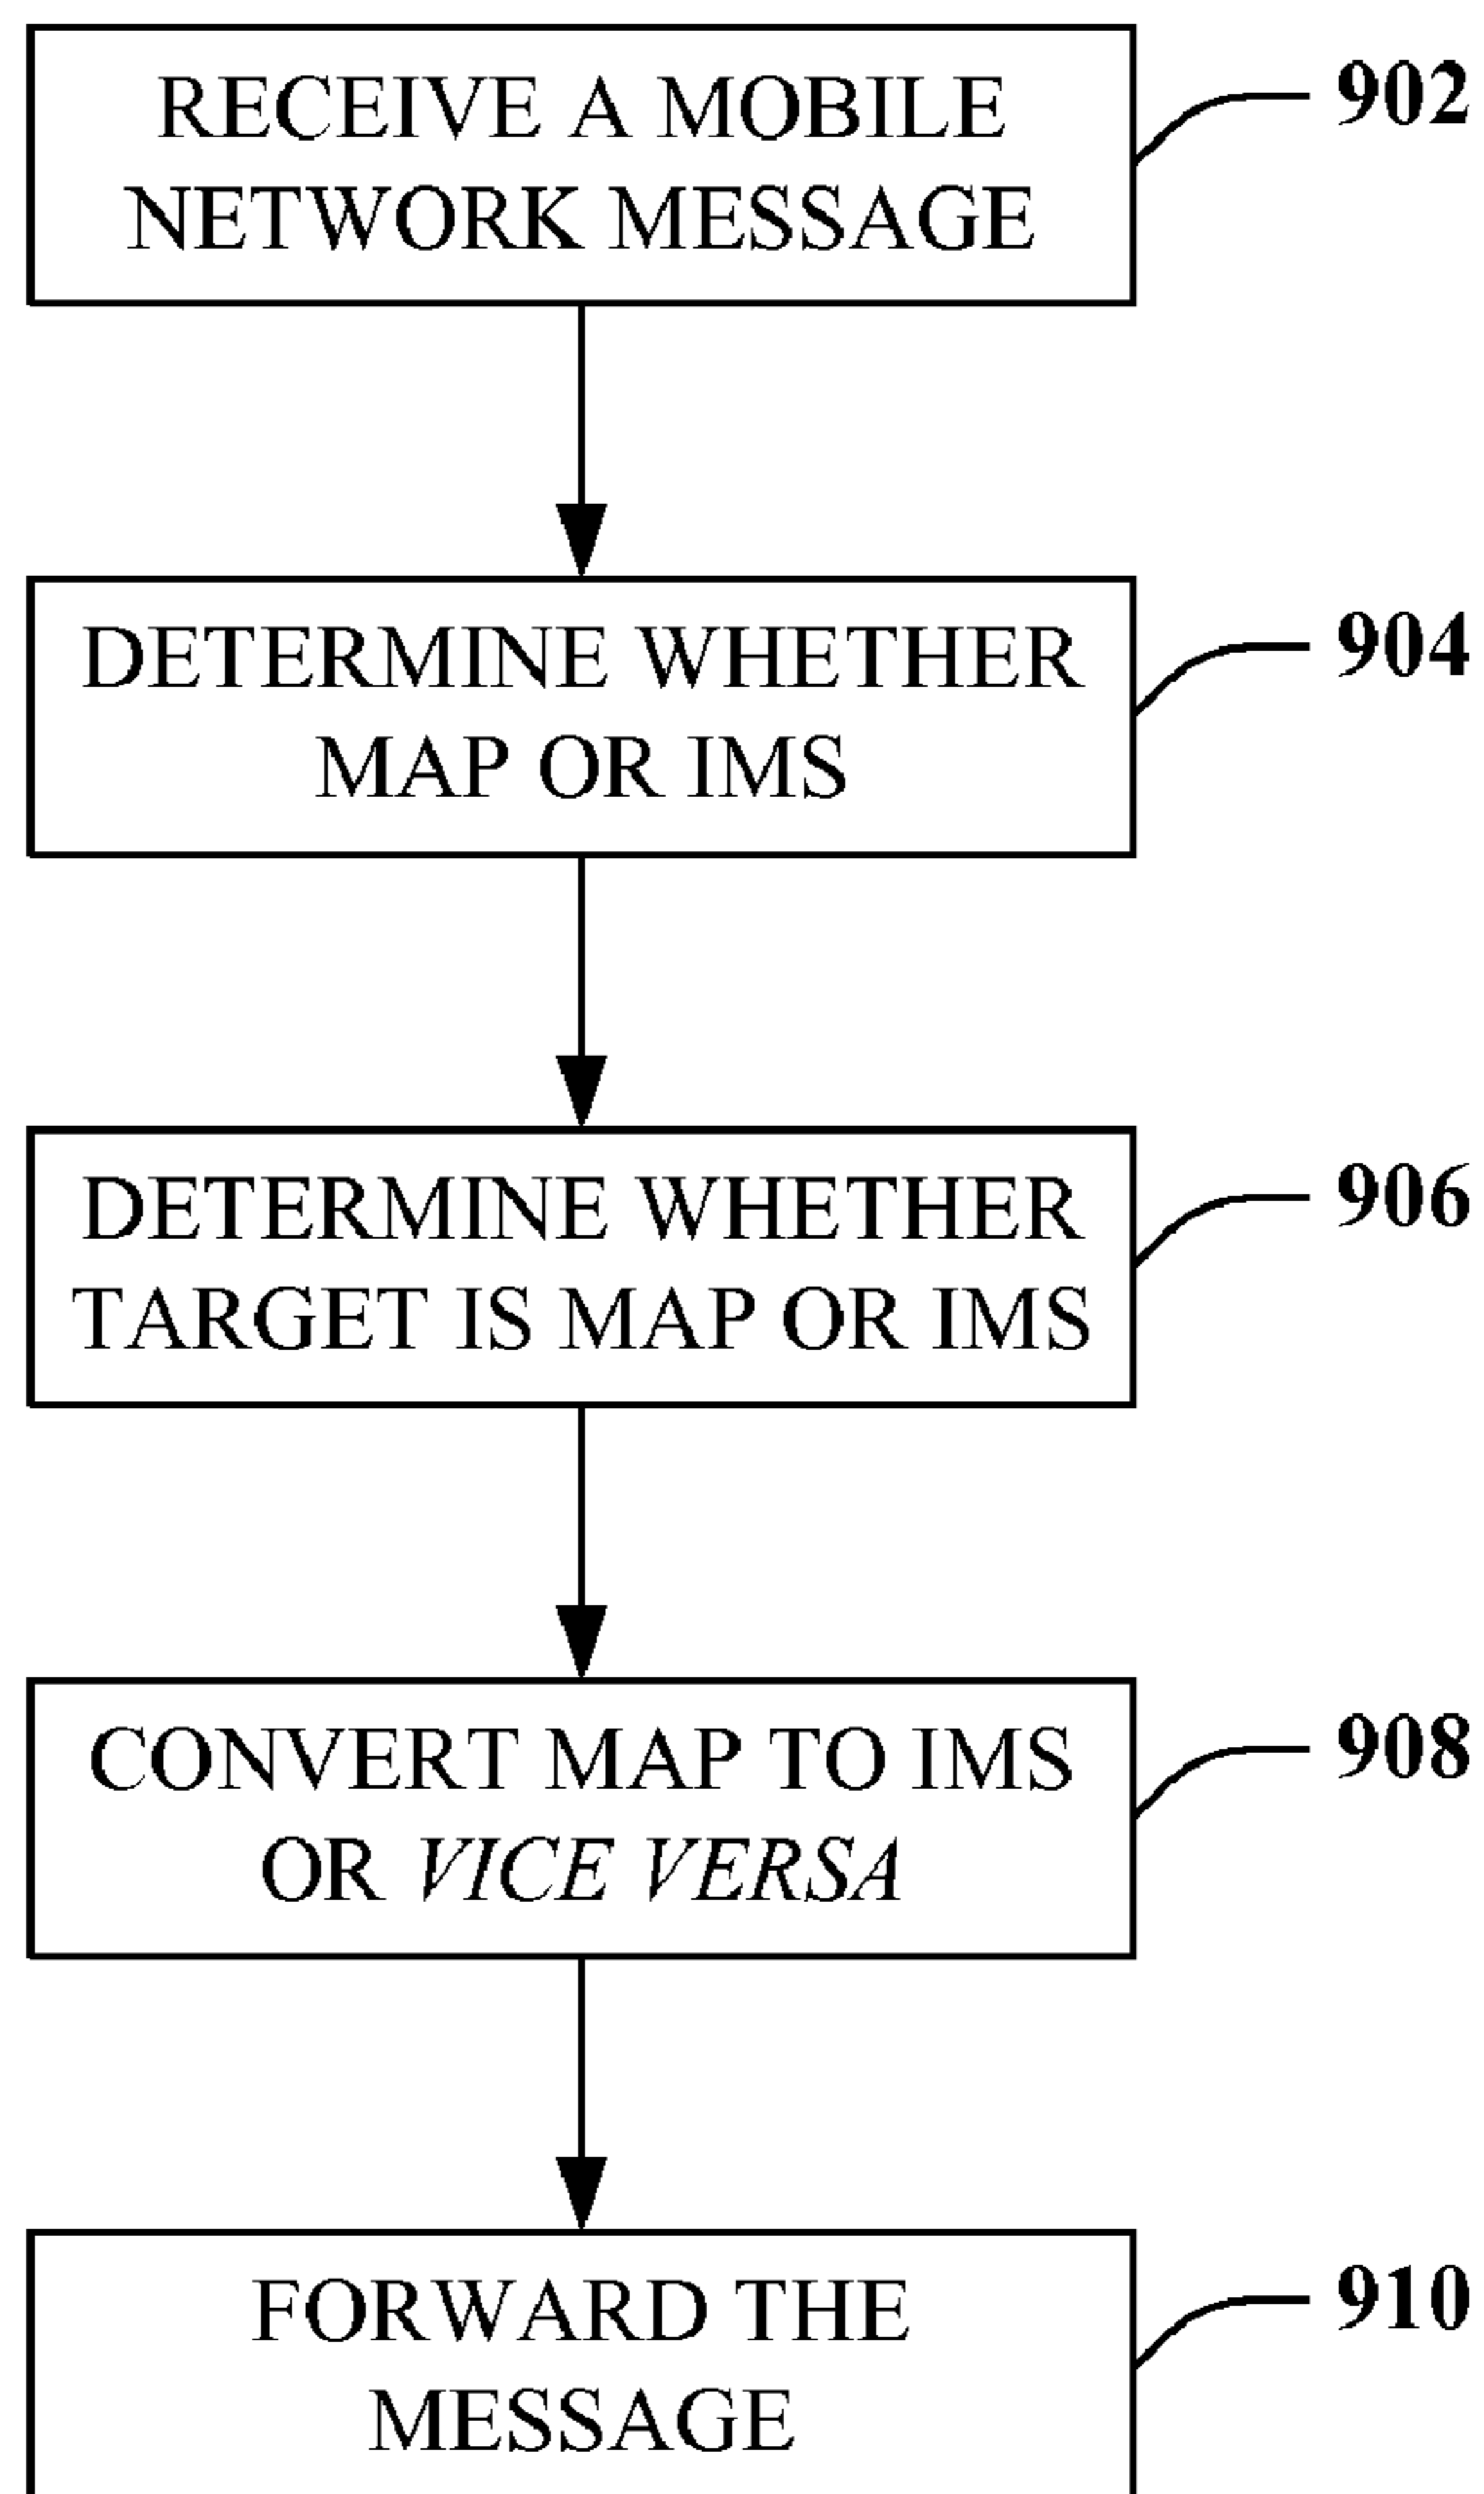 RECEIVE A MOBILE
NETWORK MESSAGE
902
DETERMINE WHETHER
MAP OR IMS
904
DETERMINE WHETHER
TARGET IS MAP OR IMS
906
CONVERT MAP TO IMS
OR VICE VERSA
908
FORWARD THE
MESSAGE
910